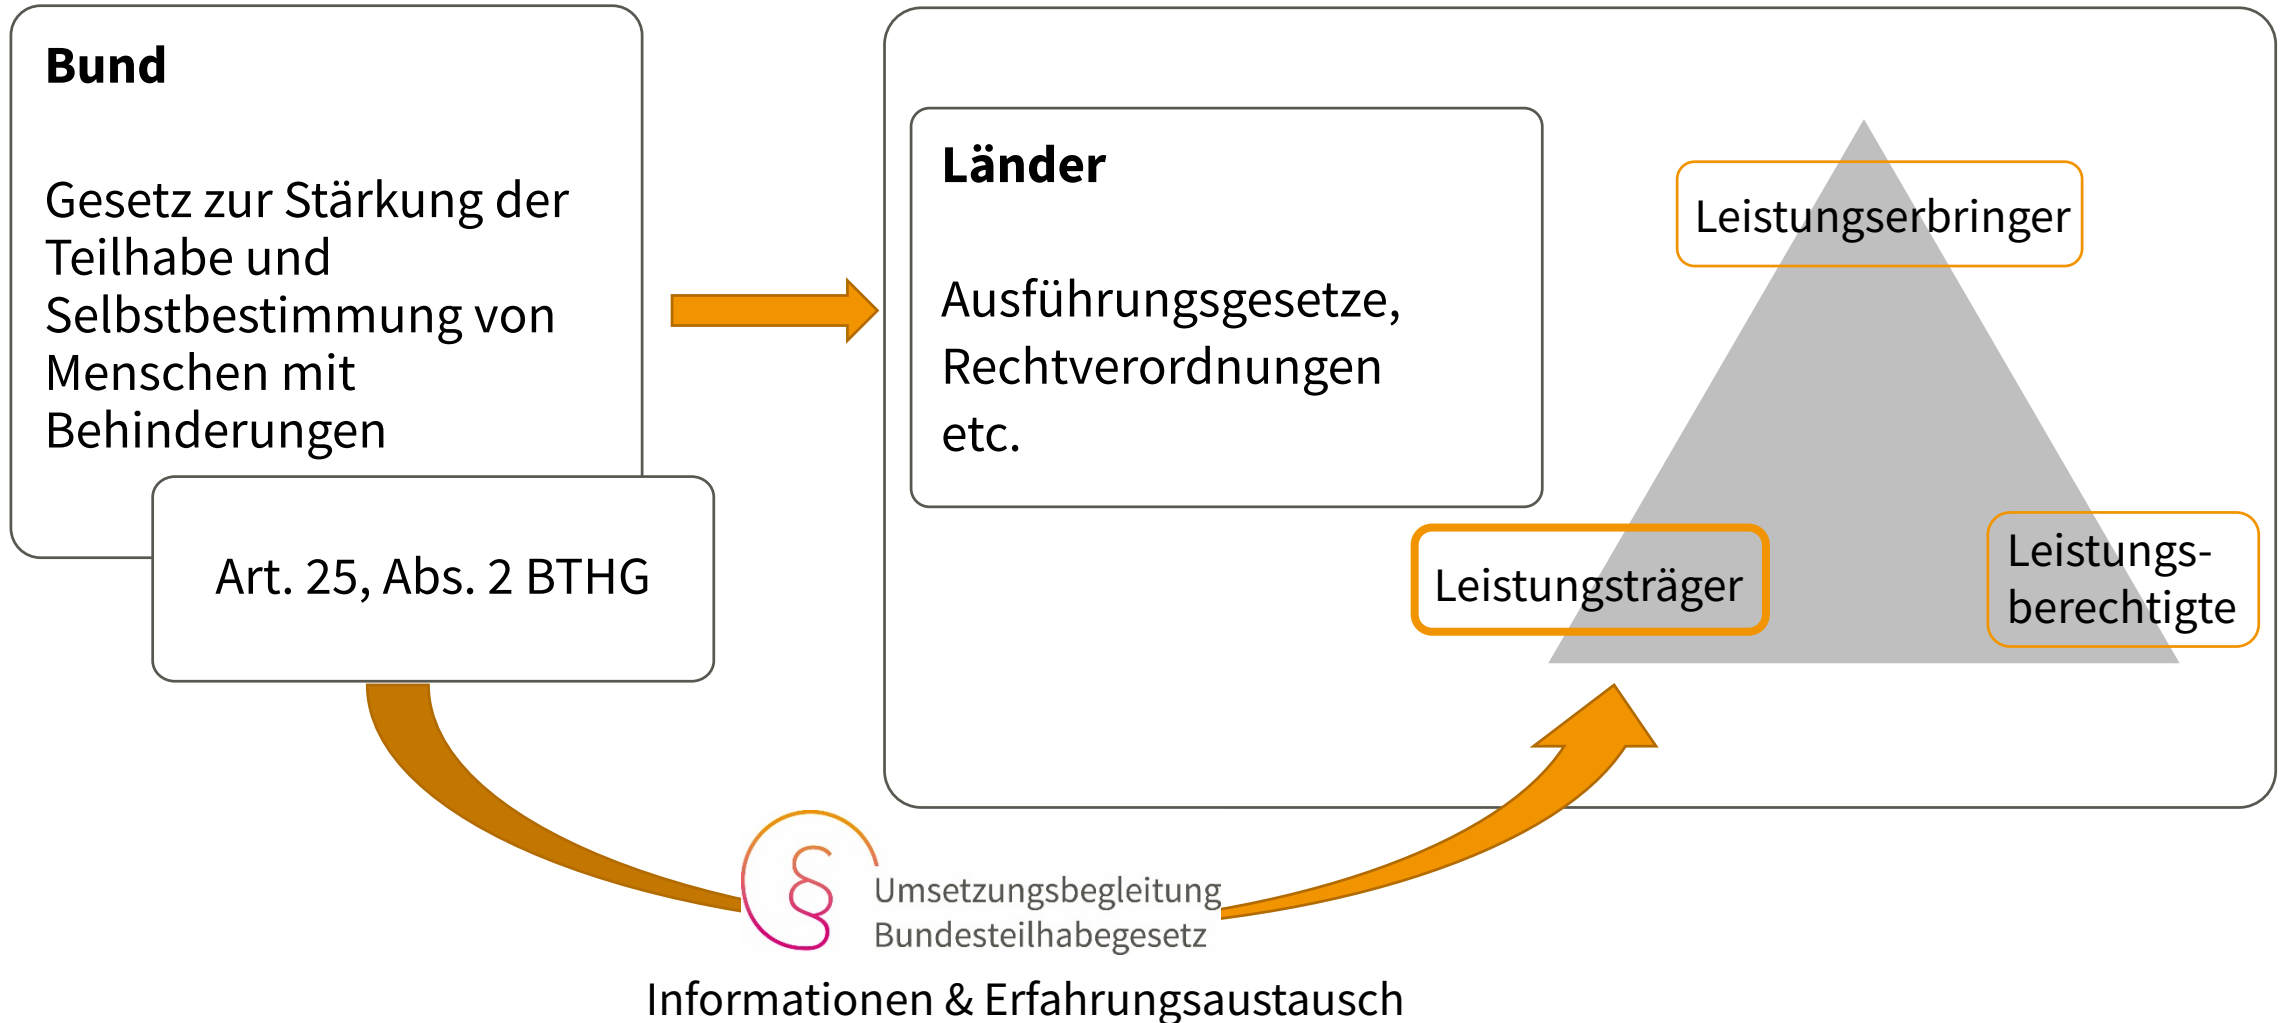 Bund
Gesetz zur Stärkung der
Teilhabe und
Selbstbestimmung von
Menschen mit
Behinderungen
Art. 25, Abs. 2 BTHG
Länder
Ausführungsgesetze,
Rechtverordnungen
etc.
Leistungserbringer
Leistungsträger
Leistungs-
berechtigte
§
Umsetzungsbegleitung
Bundesteilhabegesetz
Informationen & Erfahrungsaustausch